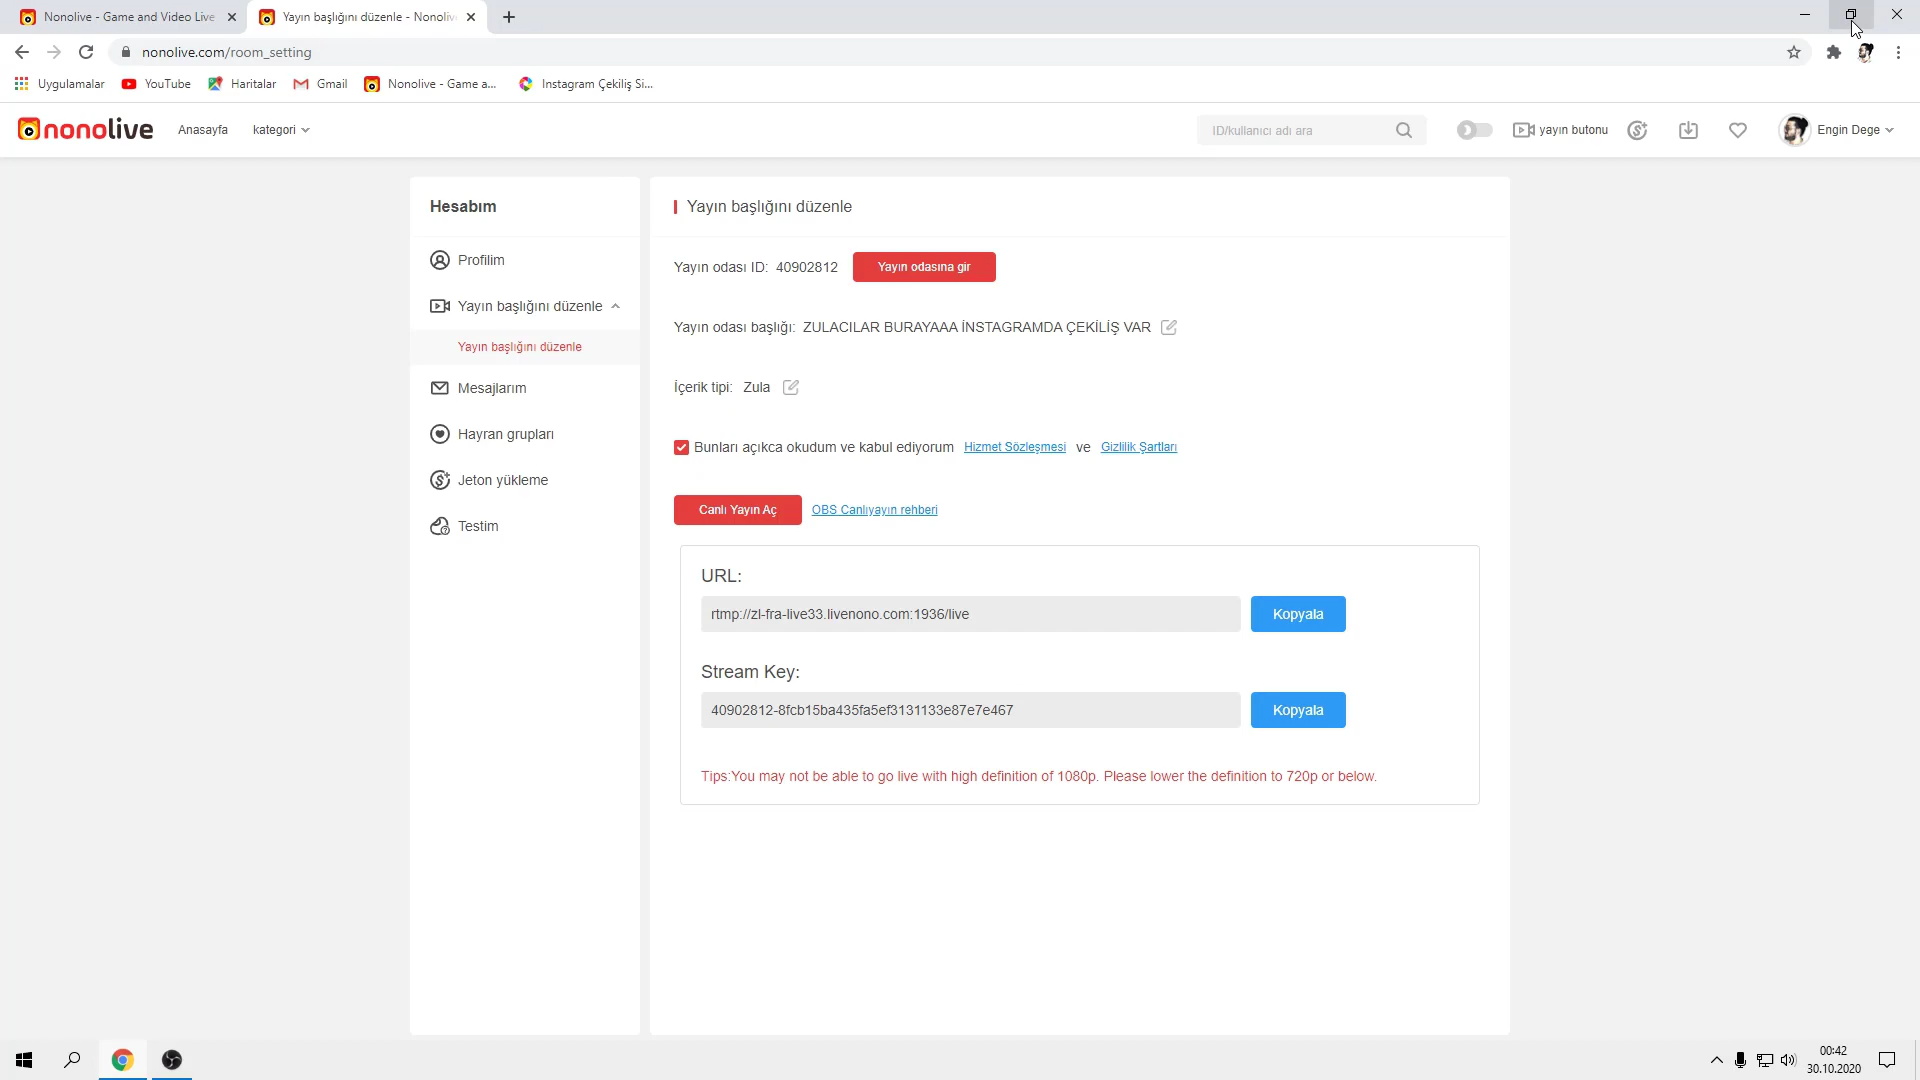 Nonolive - Game and Video Live
Yayın başlığını düzenle - Nonoliv
nonolive.com/room_setting
Uygulamalar
YouTube
Haritalar
Gmail
Nonolive - Game a...
Instagram Çekiliş Si...
nonolive
Anasayfa
kategori
ID/kullanıcı adı ara
yayın butonu
Engin Dege
Hesabım
Profilim
Yayın başlığını düzenle
Yayın başlığını düzenle
Mesajlarım
Hayran grupları
Jeton yükleme
Testim
Yayın başlığını düzenle
Yayın odası ID: 40902812
Yayın odasına gir
Yayın odası başlığı: ZULACILAR BURAYAAA İNSTAGRAMDA ÇEKİLİŞ VAR
İçerik tipi: Zula
Bunları açıkca okudum ve kabul ediyorum Hizmet Sözleşmesi ve Gizlilik Şartları
Canlı Yayın Aç
OBS Canlıyayın rehberi
URL:
rtmp://zl-fra-live33.livenono.com:1936/live
Kopyala
Stream Key:
40902812-8fcb15ba435fa5ef3131133e87e7e467
Kopyala
Tips:You may not be able to go live with high definition of 1080p. Please lower the definition to 720p or below.
00:42
30.10.2020